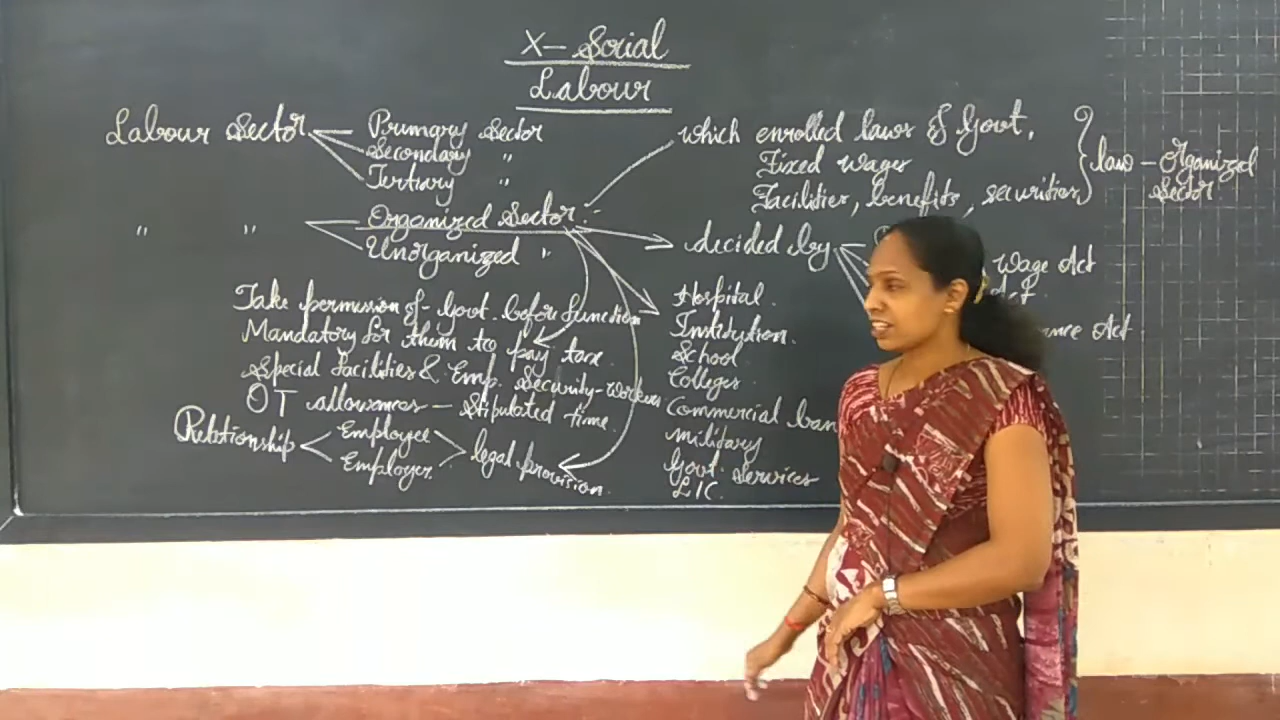 X- Social
Labour
Labour Sector
Primary Sector
Secondary "
Tertiary "
" "
Organized Sector :-
Unorganized "
which enrolled laws of Govt.
Fixed wages
Facilities, benefits, securities
law - Organized
Sector
decided by
Wage Act
Act
Act
Take permission of Govt. before function
Mandatory for them to pay tax.
Special facilities & Emp. Security-workers
OT allowances - Stipulated time.
Relationship
Employee
Employer
legal provision.
Hospital.
Institution.
School
Colleges
Commercial
military
Govt. Services
LIC.